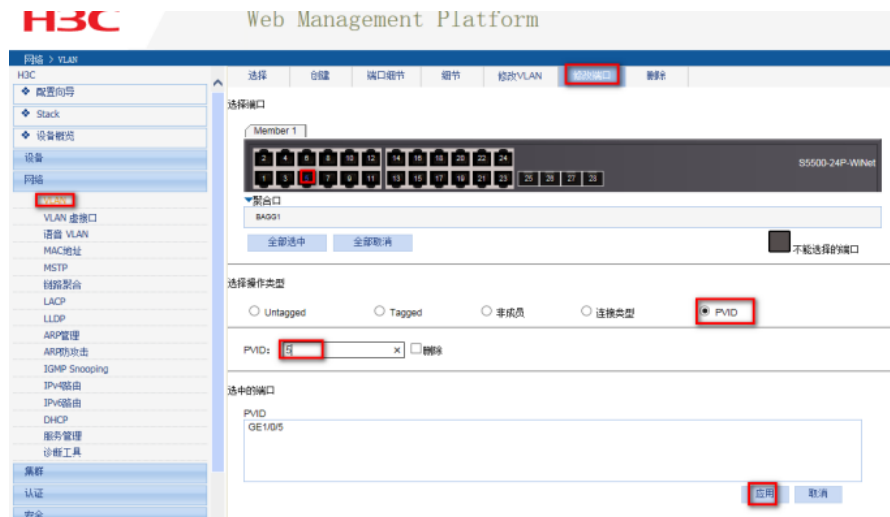 H3C
Web Management Platform
网络 > VLAN
H3C
选择 创建 端口细节 细节 修改VLAN 修改端口 删除
配置向导
Stack
设备概览
设备
网络
VLAN
VLAN 虚接口
语音 VLAN
MAC地址
MSTP
链路聚合
LACP
LLDP
ARP管理
ARP防攻击
IGMP Snooping
IPv4路由
IPv6路由
DHCP
服务管理
诊断工具
集群
认证
安全
选择端口
Member 1
2 4 6 8 10 12 14 16 18 20 22 24
1 3 5 7 9 11 13 15 17 19 21 23 25 26 27 28
S5500-24P-WiNet
聚合口
BAGG1
全部选中 全部取消
不能选择的端口
选择操作类型
Untagged Tagged 非成员 连接类型 PVID
PVID: 5 × 删除
选中的端口
PVID
GE1/0/5
应用 取消